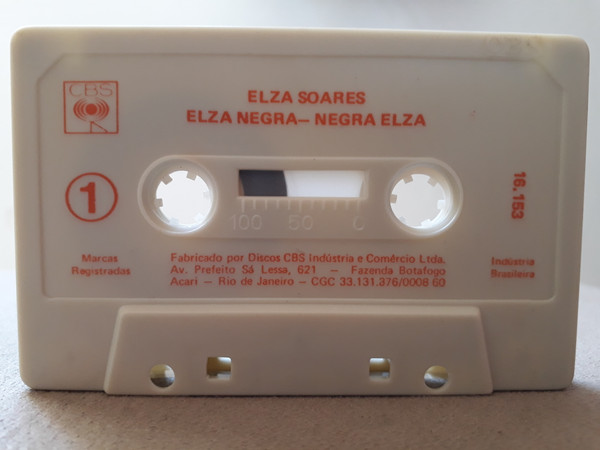 CBS
ELZA SOARES
ELZA NEGRA— NEGRA ELZA
1
16.153
100 50 0
Marcas
Registradas
Fabricado por Discos CBS Indústria e Comércio Ltda.
Av. Prefeito Sá Lessa, 621 — Fazenda Botafogo
Acari — Rio de Janeiro — CGC 33.131.376/0008 60
Indústria
Brasileira